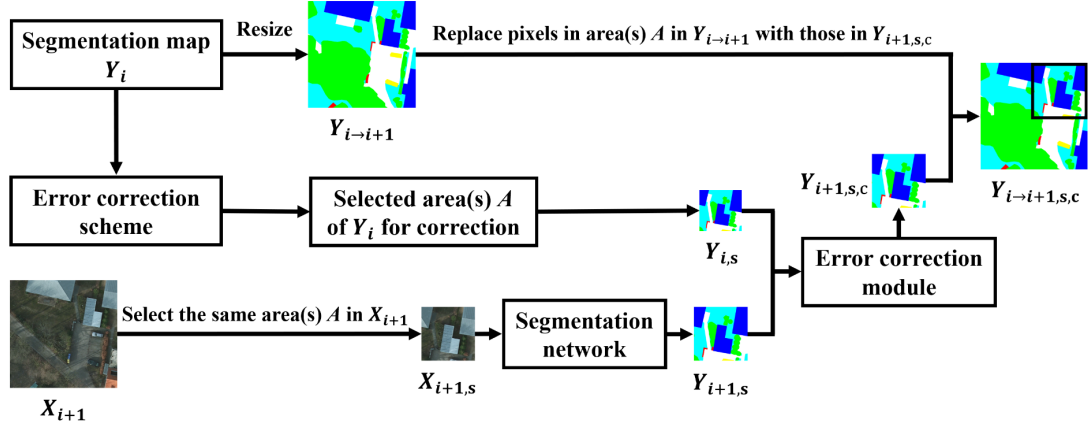 Segmentation map
Y_i
Resize
Y_{i→i+1}
Replace pixels in area(s) A in Y_{i→i+1} with those in Y_{i+1,s,c}
Y_{i→i+1,s,c}
Error correction
scheme
Selected area(s) A
of Y_i for correction
Y_{i,s}
Y_{i+1,s,c}
Error correction
module
X_{i+1}
Select the same area(s) A in X_{i+1}
X_{i+1,s}
Segmentation
network
Y_{i+1,s}